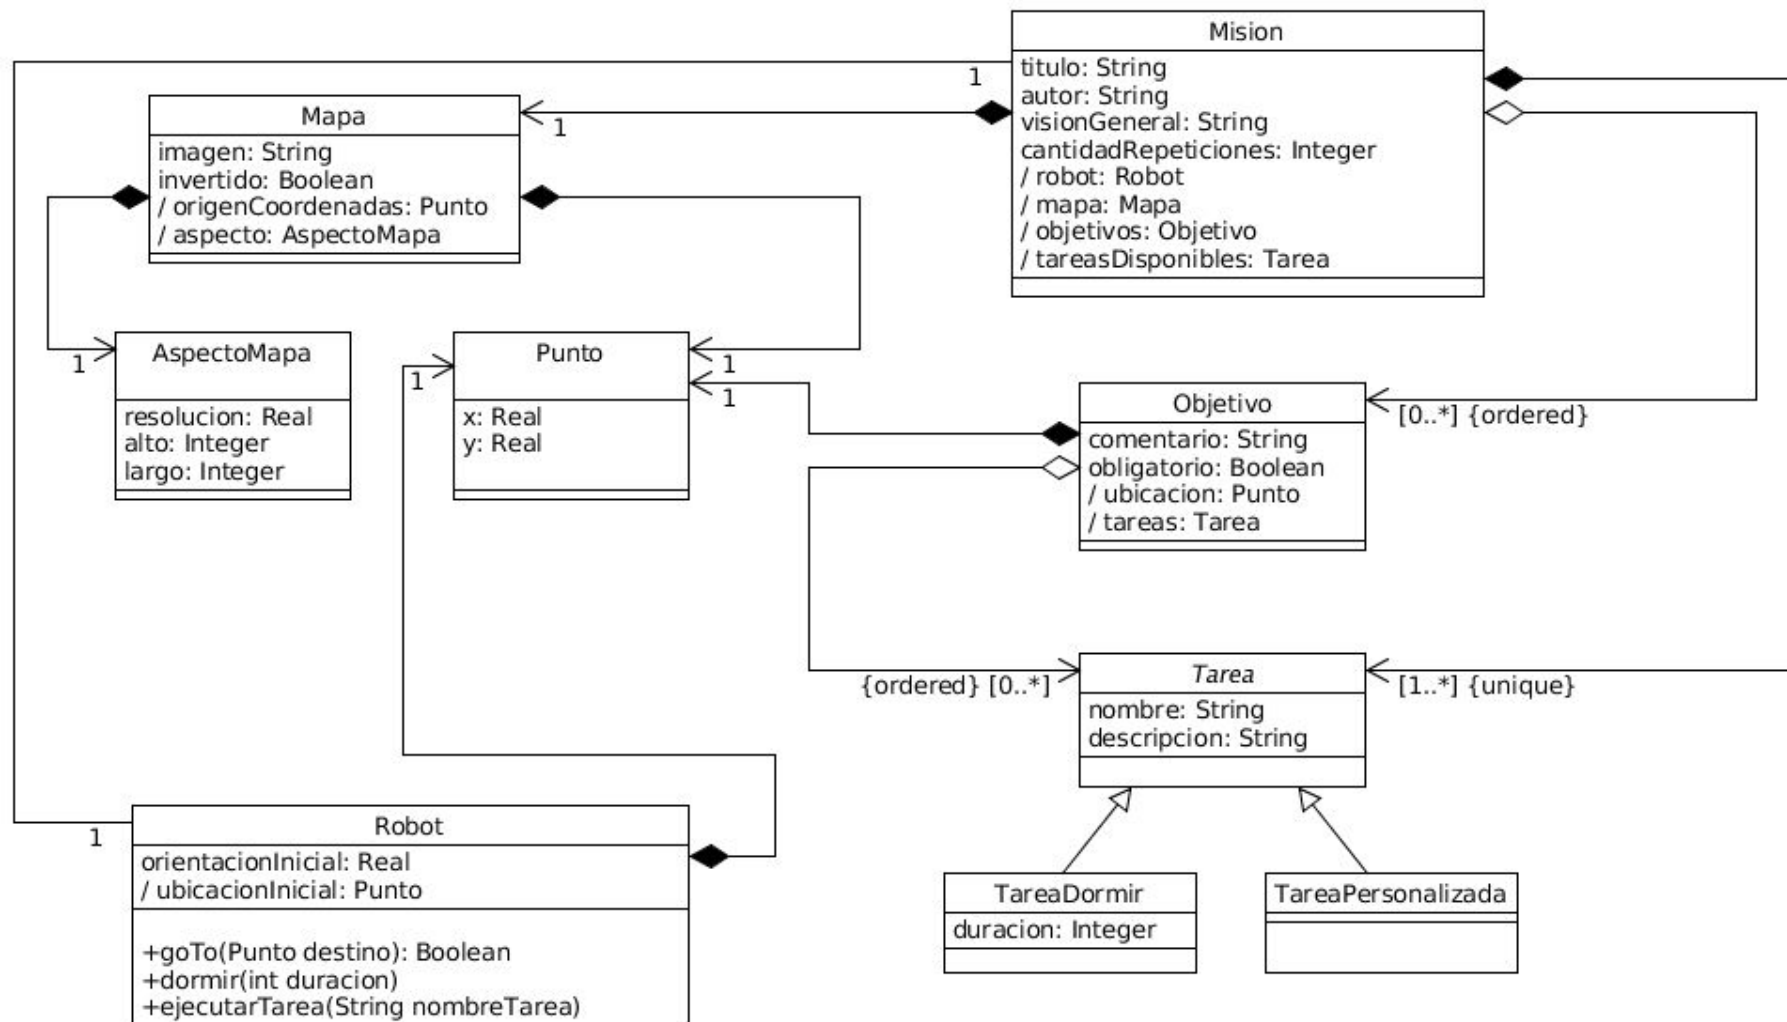 Mision
titulo: String
autor: String
visionGeneral: String
cantidadRepeticiones: Integer
/ robot: Robot
/ mapa: Mapa
/ objetivos: Objetivo
/ tareasDisponibles: Tarea
1
1
Mapa
imagen: String
invertido: Boolean
/ origenCoordenadas: Punto
/ aspecto: AspectoMapa
1
AspectoMapa
resolucion: Real
alto: Integer
largo: Integer
1
Punto
x: Real
y: Real
1
1
Objetivo
comentario: String
obligatorio: Boolean
/ ubicacion: Punto
/ tareas: Tarea
[0..*] {ordered}
{ordered} [0..*]
Tarea
nombre: String
descripcion: String
[1..*] {unique}
1
Robot
orientacionInicial: Real
/ ubicacionInicial: Punto
+goTo(Punto destino): Boolean
+dormir(int duracion)
+ejecutarTarea(String nombreTarea)
TareaDormir
duracion: Integer
TareaPersonalizada